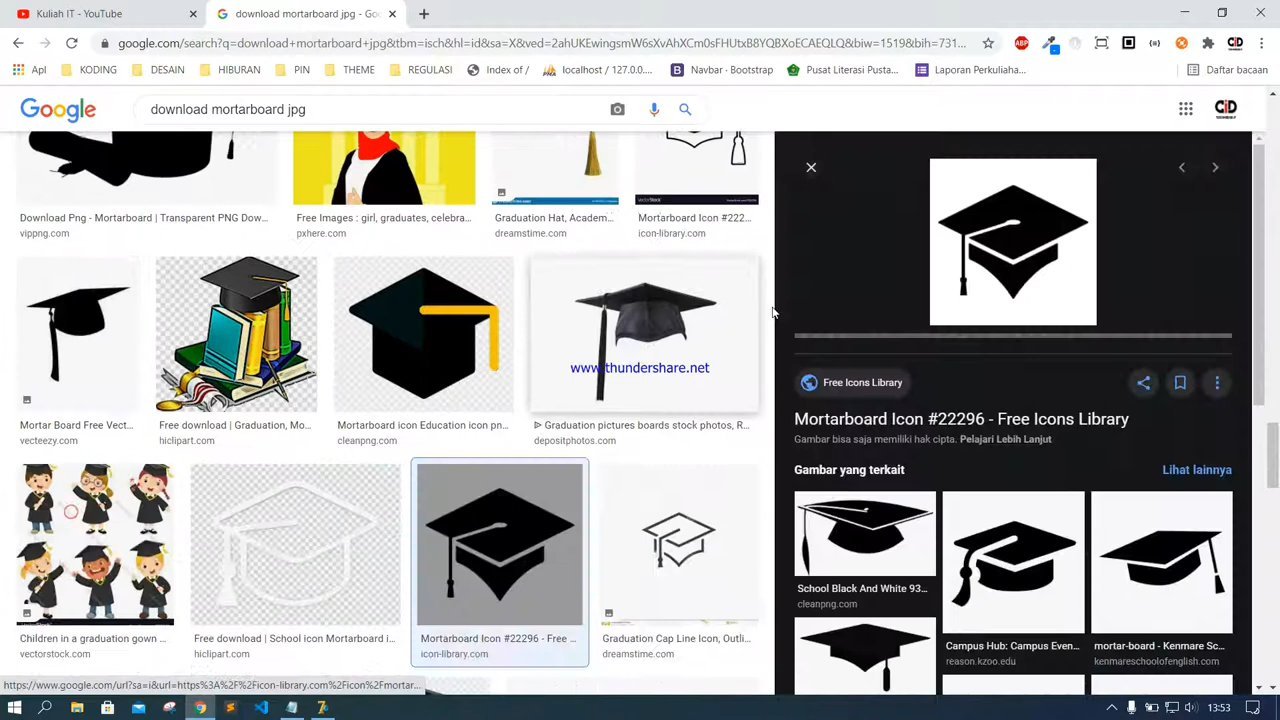 Kuliah IT - YouTube
download mortarboard jpg - Goo
google.com/search?q=download+mortarboard+jpg&tbm=isch&hl=id&sa=X&ved=2ahUKEwingsmW6sXvAhXCm0sFHUtxB8YQBXoECAEQLQ&biw=1519&bih=731...
ABP
CID
Apl
KODING
DESAIN
HIBURAN
PIN
THEME
REGULASI
Index of /
localhost / 127.0.0....
Navbar · Bootstrap
Pusat Literasi Pusta...
Laporan Perkuliaha...
Daftar bacaan
Google
download mortarboard jpg
CID
Download Png - Mortarboard | Transparent PNG Dow...
vippng.com
Free Images : girl, graduates, celebra...
pxhere.com
Graduation Hat, Academ...
dreamstime.com
VectorStock
Mortarboard Icon #222...
icon-library.com
www.thundershare.net
Mortar Board Free Vect...
vecteezy.com
Free download | Graduation, Mo...
hiclipart.com
Mortarboard icon Education icon pn...
cleanpng.com
ᐈ Graduation pictures boards stock photos, R...
depositphotos.com
Children in a graduation gown ...
vectorstock.com
Free download | School icon Mortarboard i...
hiclipart.com
Mortarboard Icon #22296 - Free ...
icon-library.com
Graduation Cap Line Icon, Outli...
dreamstime.com
Free Icons Library
Mortarboard Icon #22296 - Free Icons Library
Gambar bisa saja memiliki hak cipta. Pelajari Lebih Lanjut
Gambar yang terkait
Lihat lainnya
School Black And White 93...
cleanpng.com
Campus Hub: Campus Even...
reason.kzoo.edu
mortar-board - Kenmare Sc...
kenmareschoolofenglish.com
https://www.google.com/url?sa=i&url=https%3A%2F%2Ficon-library.com%2Ficon%2Fmortar...
13:53